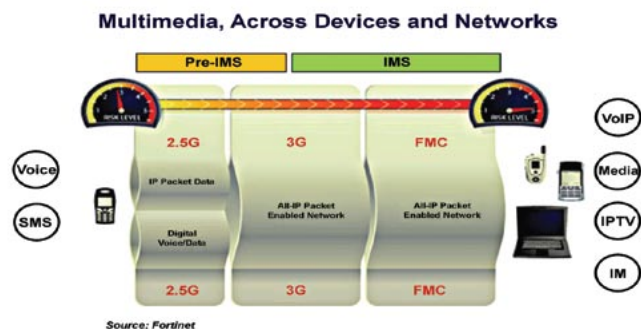 Multimedia, Across Devices and Networks
Pre-IMS
IMS
RISK LEVEL
RISK LEVEL
2.5G
3G
FMC
VoIP
Voice
IP Packet Data
Media
SMS
All-IP Packet
Enabled Network
All-IP Packet
Enabled Network
IPTV
Digital
Voice/Data
IM
2.5G
3G
FMC
Source: Fortinet